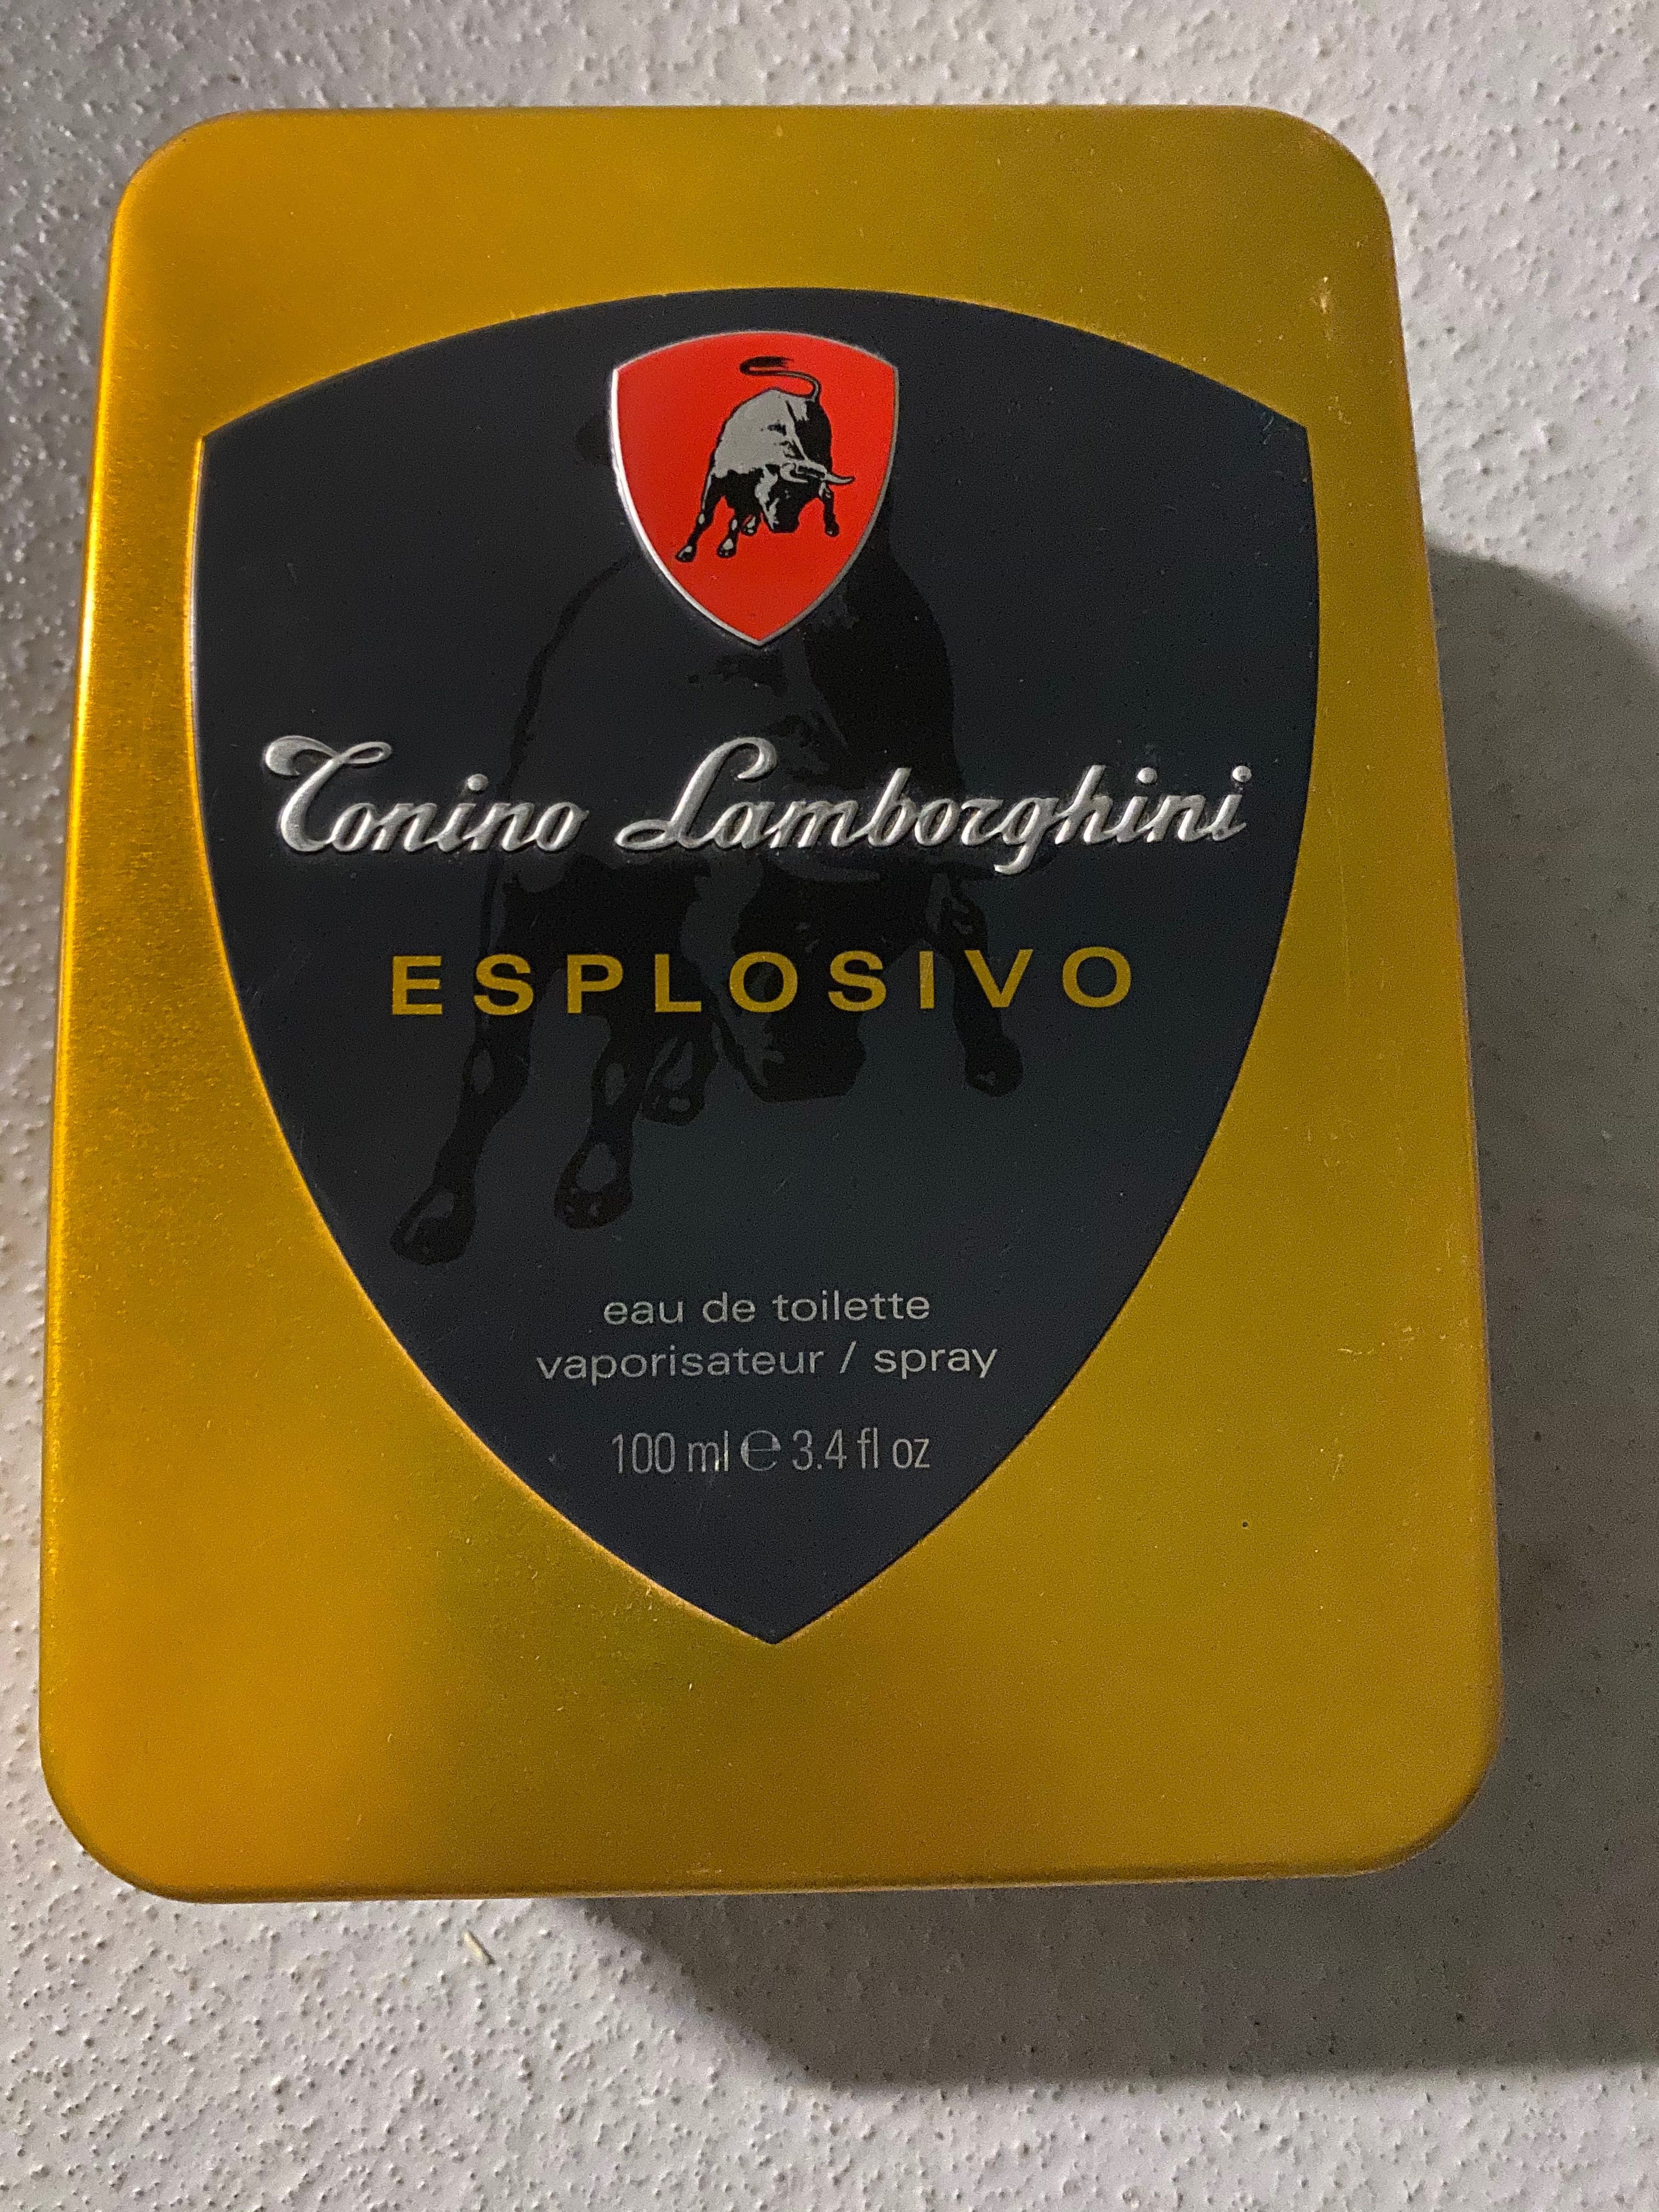 Tonino Lamborghini
ESPLOSIVO
eau de toilette
vaporisateur / spray
100 ml ℮ 3.4 fl oz